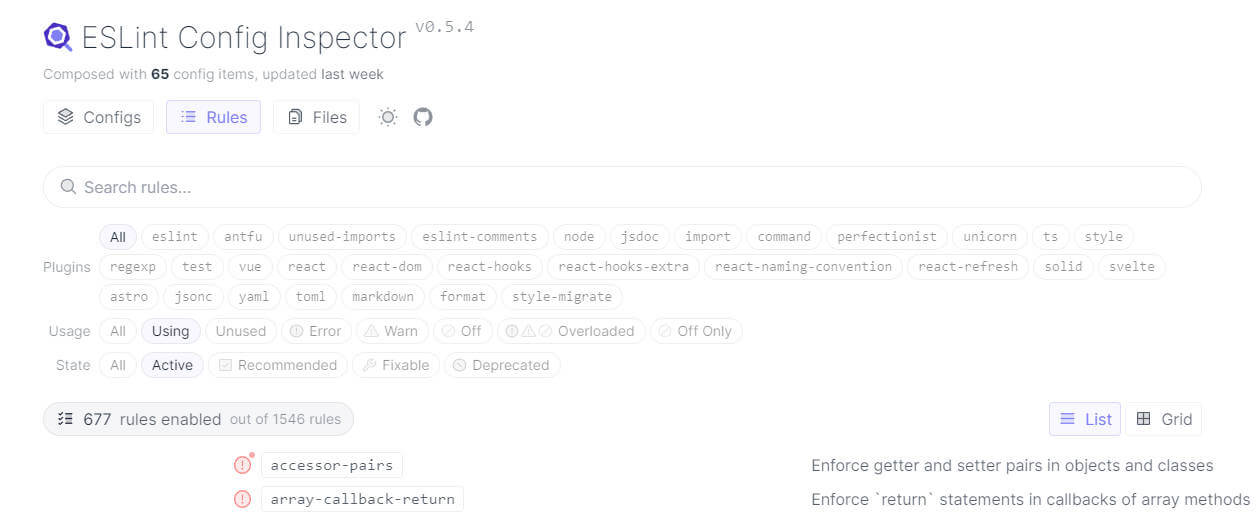 ESLint Config Inspector v0.5.4
Composed with 65 config items, updated last week
Configs Rules Files
Search rules...
All eslint antfu unused-imports eslint-comments node jsdoc import command perfectionist unicorn ts style
Plugins regexp test vue react react-dom react-hooks react-hooks-extra react-naming-convention react-refresh solid svelte
astro jsonc yaml toml markdown format style-migrate
Usage All Using Unused Error Warn Off Overloaded Off Only
State All Active Recommended Fixable Deprecated
677 rules enabled out of 1546 rules List Grid
accessor-pairs Enforce getter and setter pairs in objects and classes
array-callback-return Enforce `return` statements in callbacks of array methods